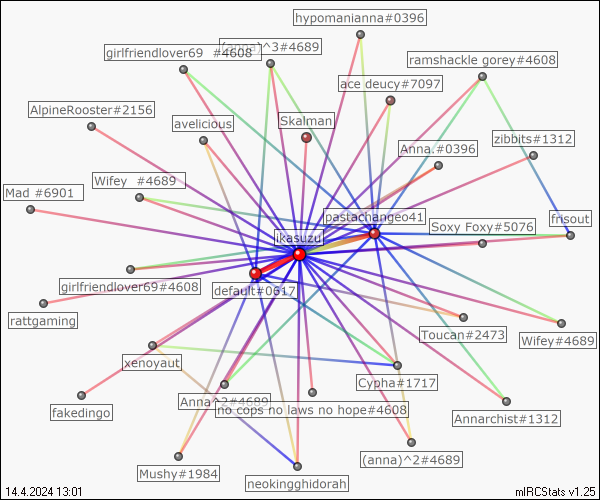 hypomanianna#0396
girlfriendlover69 #4608
(anna)^3#4689
ramshackle gorey#4608
ace deucy#7097
AlpineRooster#2156
avelicious
Skalman
zibbits#1312
Anna.#0396
Wifey #4689
Mad #6901
pastachangeo41
frisout
Soxy Foxy#5076
ikasuzu
girlfriendlover69#4608
default#0617
rattgaming
Toucan#2473
Wifey#4689
xenoyaut
Cypha#1717
Anna^2#4689
no cops no laws no hope#4608
fakedingo
Annarchist#1312
(anna)^2#4689
Mushy#1984
neokingghidorah
14.4.2024 13:01
mIRCStats v1.25